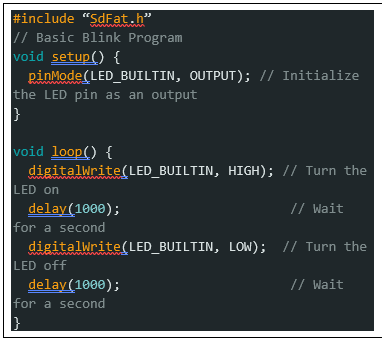 #include “SdFat.h”
// Basic Blink Program
void setup() {
  pinMode(LED_BUILTIN, OUTPUT); // Initialize
the LED pin as an output
}

void loop() {
  digitalWrite(LED_BUILTIN, HIGH); // Turn the
LED on
  delay(1000);                      // Wait
for a second
  digitalWrite(LED_BUILTIN, LOW);  // Turn the
LED off
  delay(1000);                      // Wait
for a second
}